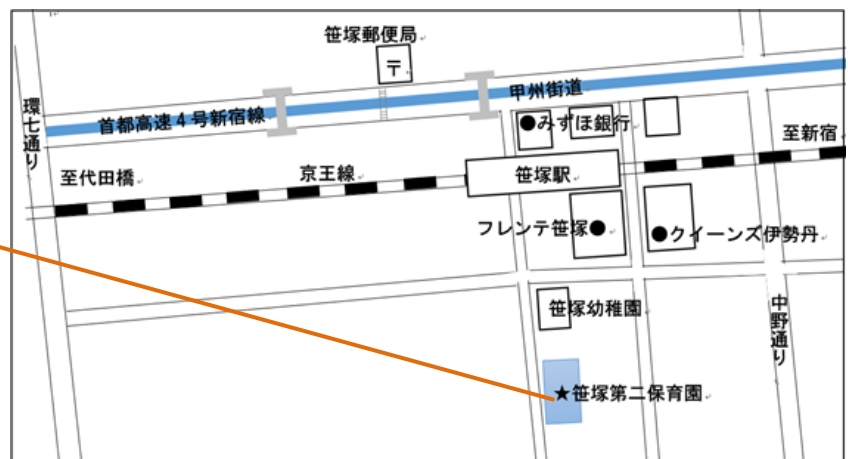 笹塚郵便局
〒
甲州街道
首都高速4号新宿線
環七通り
●みずほ銀行
至新宿
至代田橋
京王線
笹塚駅
フレンテ笹塚●
●クイーンズ伊勢丹
笹塚幼稚園
中野通り
★笹塚第二保育園